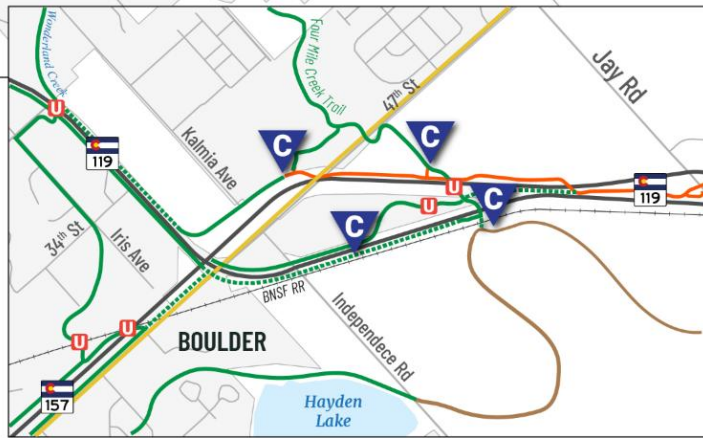 Wonderland Creek
Four Mile Creek Trail
47th St
Jay Rd
U
119
Kalmia Ave
C
C
C
C
U
U
119
34th St
Iris Ave
BNSF RR
Independece Rd
U
U
BOULDER
157
Hayden
Lake